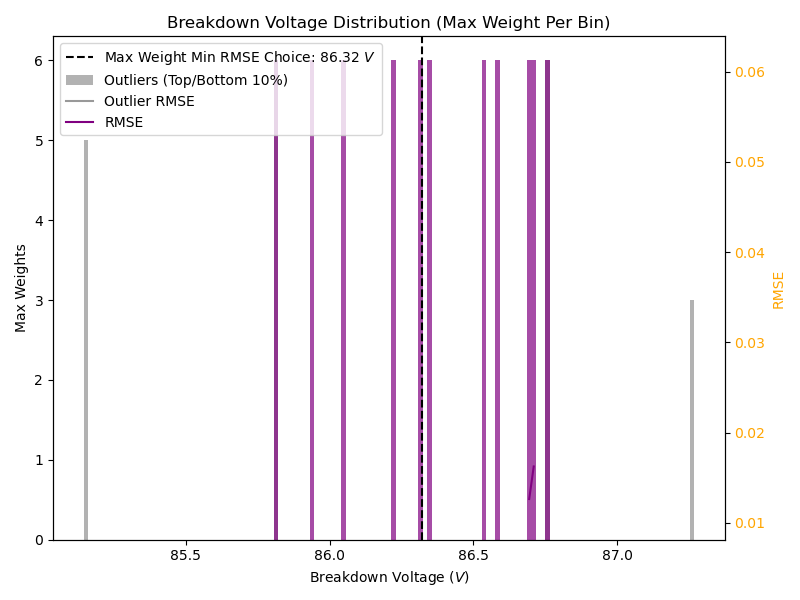 Breakdown Voltage Distribution (Max Weight Per Bin)
Max Weight Min RMSE Choice: 86.32 V
Outliers (Top/Bottom 10%)
Outlier RMSE
RMSE
Max Weights
6
5
4
3
2
1
0
85.5
86.0
86.5
87.0
Breakdown Voltage (V)
0.06
0.05
0.04
0.03
0.02
0.01
RMSE